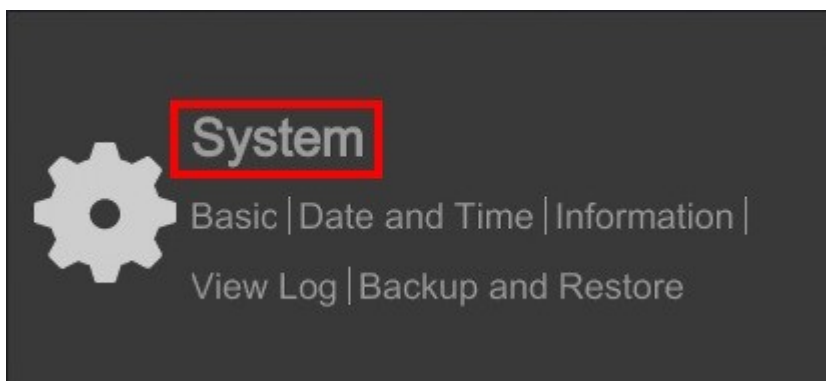 System
Basic | Date and Time | Information |
View Log | Backup and Restore